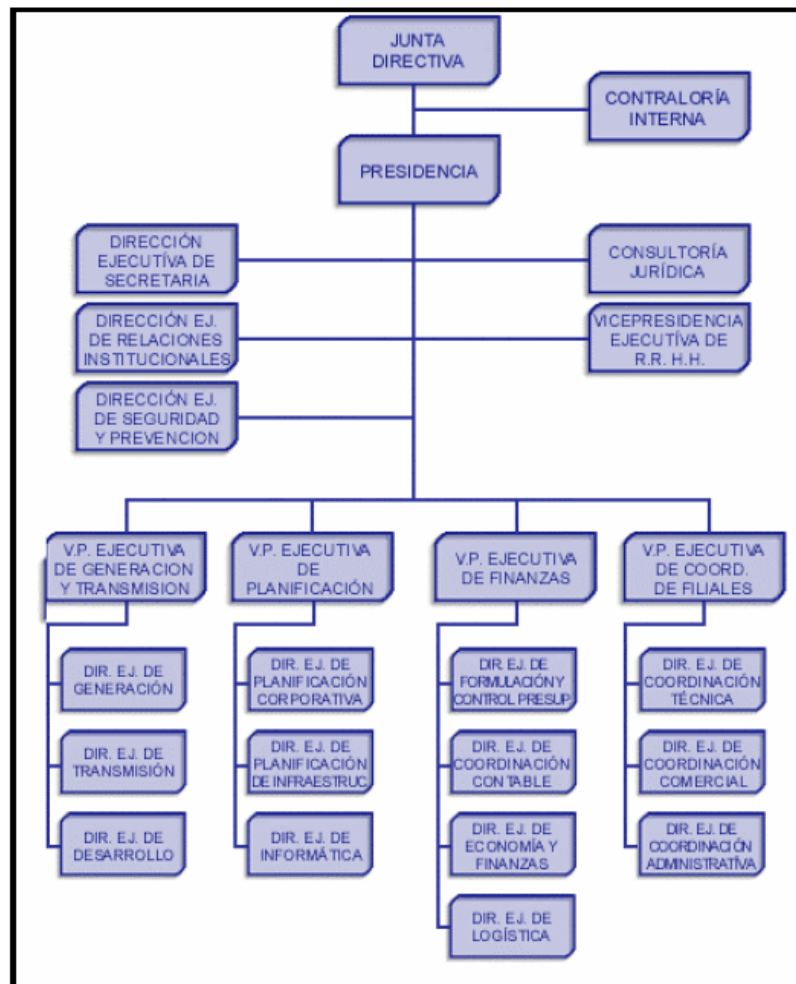 JUNTA
DIRECTIVA
CONTRALORÍA
INTERNA
PRESIDENCIA
DIRECCIÓN
EJECUTÍVA DE
SECRETARIA
CONSULTORÍA
JURÍDICA
DIRECCIÓN EJ.
DE RELACIONES
INSTITUCIONALES
VICEPRESIDENCIA
EJECUTÍVA DE
R.R. H.H.
DIRECCIÓN EJ.
DE SEGURIDAD
Y PREVENCION
V.P. EJECUTIVA
DE GENERACION
Y TRANSMISION
V.P. EJECUTIVA
DE
PLANIFICACIÓN
V.P. EJECUTIVA
DE FINANZAS
V.P. EJECUTIVA
DE COORD.
DE FILIALES
DIR. EJ. DE
GENERACIÓN
DIR. EJ. DE
PLANIFICACIÓN
CORPORATIVA
DIR. EJ. DE
FORMULACIÓN Y
CONTROL PRESUP.
DIR. EJ. DE
COORDINACIÓN
TÉCNICA
DIR. EJ. DE
TRANSMISIÓN
DIR. EJ. DE
PLANIFICACIÓN
DE INFRAESTRUC.
DIR. EJ. DE
COORDINACIÓN
CONTABLE
DIR. EJ. DE
COORDINACIÓN
COMERCIAL
DIR. EJ. DE
DESARROLLO
DIR. EJ. DE
INFORMÁTICA
DIR. EJ. DE
ECONOMÍA Y
FINANZAS
DIR. EJ. DE
COORDINACIÓN
ADMINISTRATÍVA
DIR. EJ. DE
LOGÍSTICA